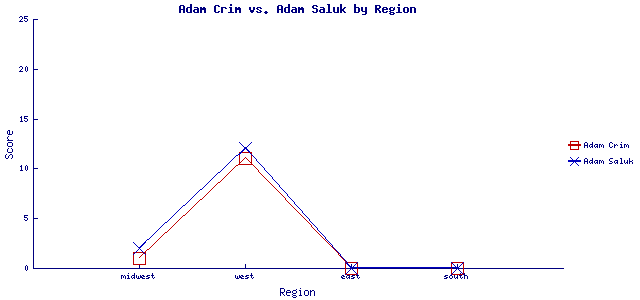 Adam Crim vs. Adam Saluk by Region
25
20
15
10
5
0
Score
midwest west east south
Region
Adam Crim
Adam Saluk